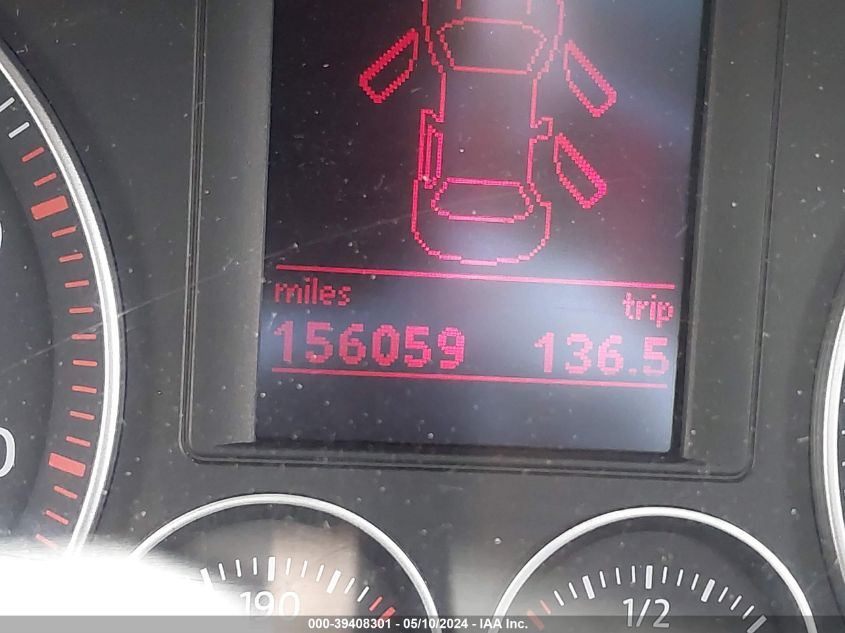 miles trip
156059 136.5
190 1/2
000-39408301 - 05/10/2024 - © IAA Inc.